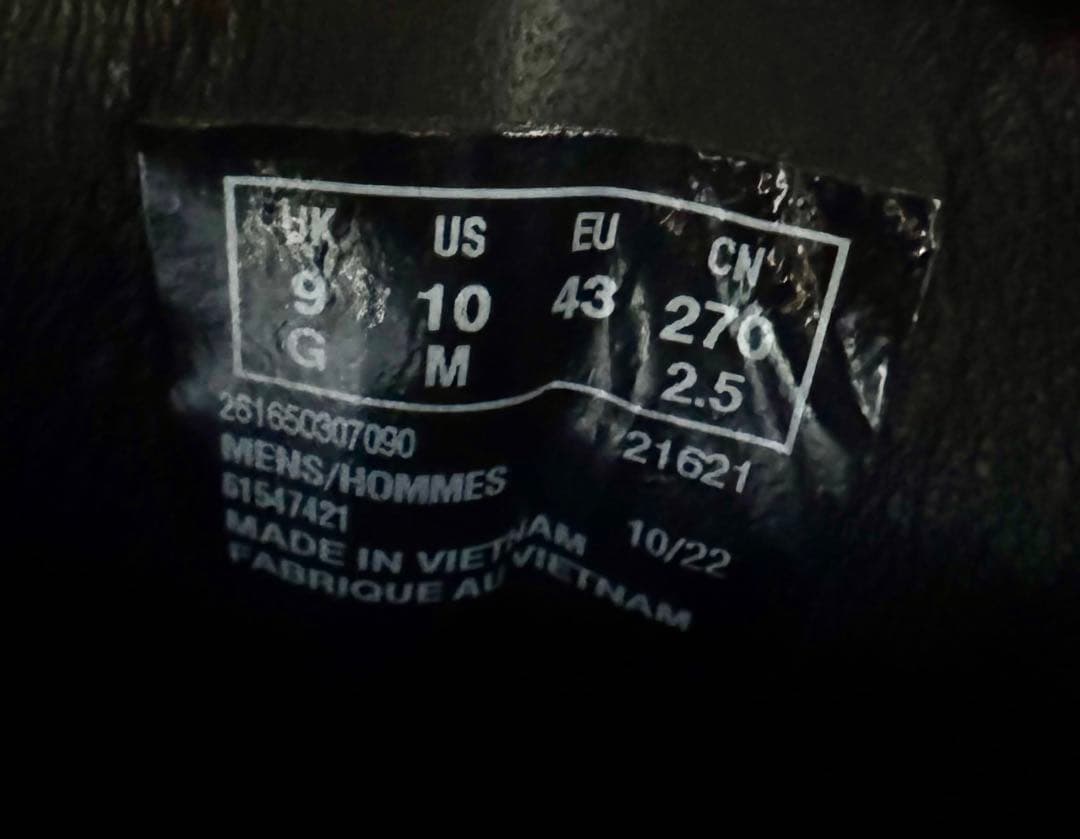 UK US EU CN
9 10 43 270
G M 2.5
261650307090 21621
MENS/HOMMES
61547421
MADE IN VIETNAM 10/22
FABRIQUE AU VIETNAM